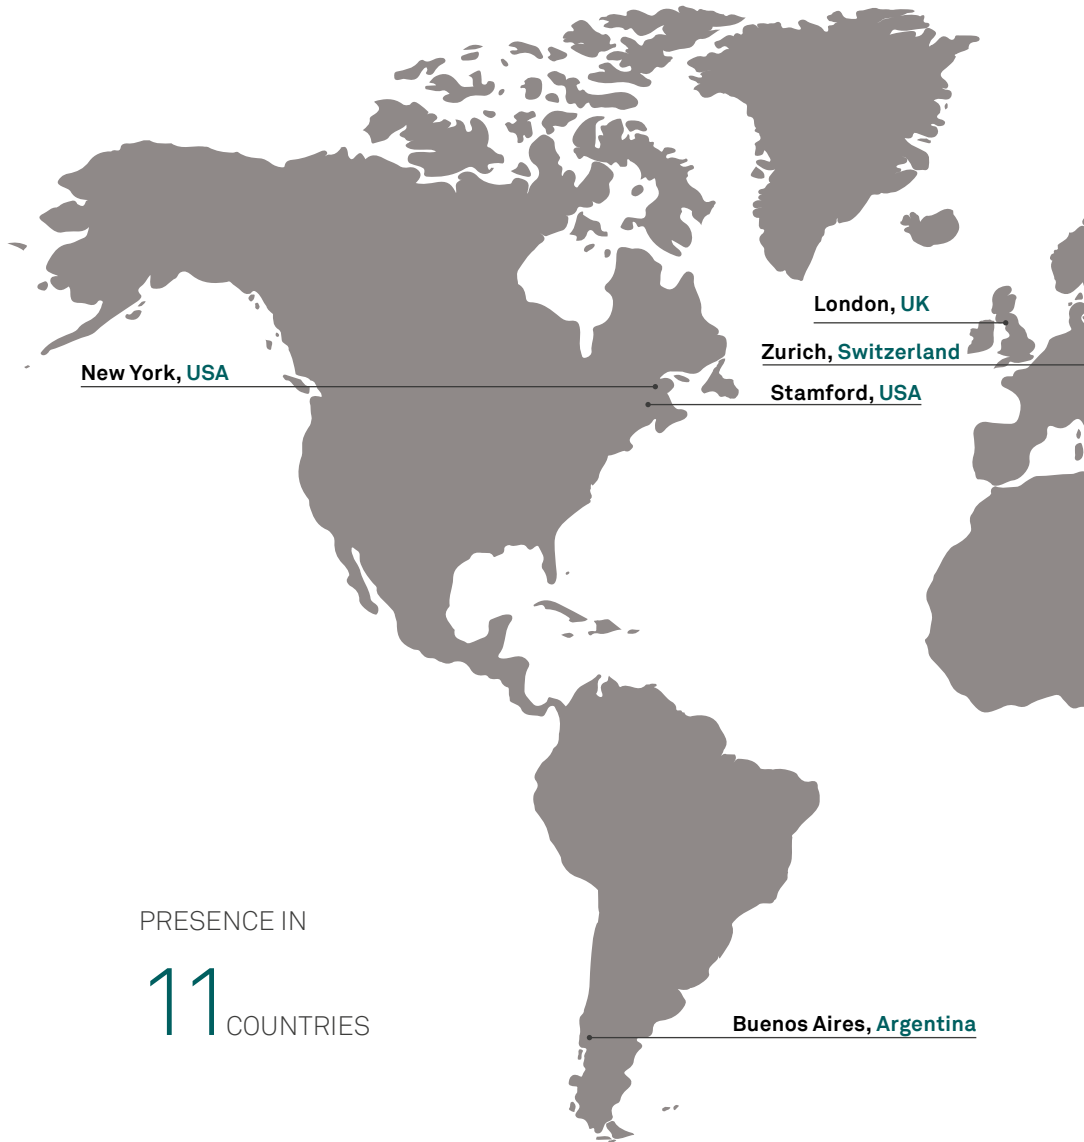 London, UK
Zurich, Switzerland
New York, USA
Stamford, USA
PRESENCE IN
11 COUNTRIES
Buenos Aires, Argentina